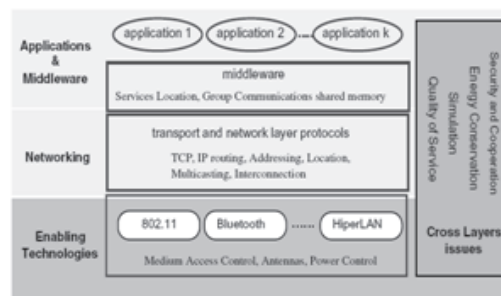 Applications
&
Middleware
application 1 application 2 ..... application k
middleware
Services Location, Group Communications shared memory
Networking
transport and network layer protocols
TCP, IP routing, Addressing, Location,
Multicasting, Interconnection
Enabling
Technologies
802.11 Bluetooth ...... HiperLAN
Medium Access Control, Antennas, Power Control
Security and Cooperation
Energy Conservation
Simulation
Quality of Service
Cross Layers
issues